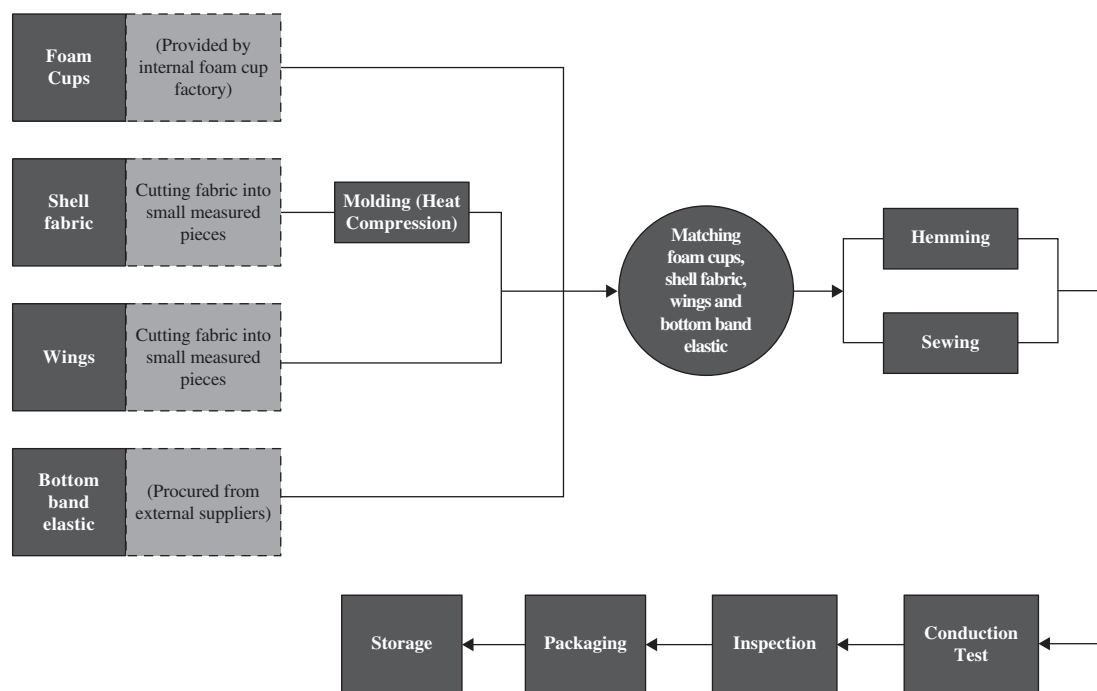 Foam
Cups
(Provided by
internal foam cup
factory)
Shell
fabric
Cutting fabric into
small measured
pieces
Molding (Heat
Compression)
Wings
Cutting fabric into
small measured
pieces
Bottom
band
elastic
(Procured from
external suppliers)
Matching
foam cups,
shell fabric,
wings and
bottom band
elastic
Hemming
Sewing
Storage
Packaging
Inspection
Conduction
Test